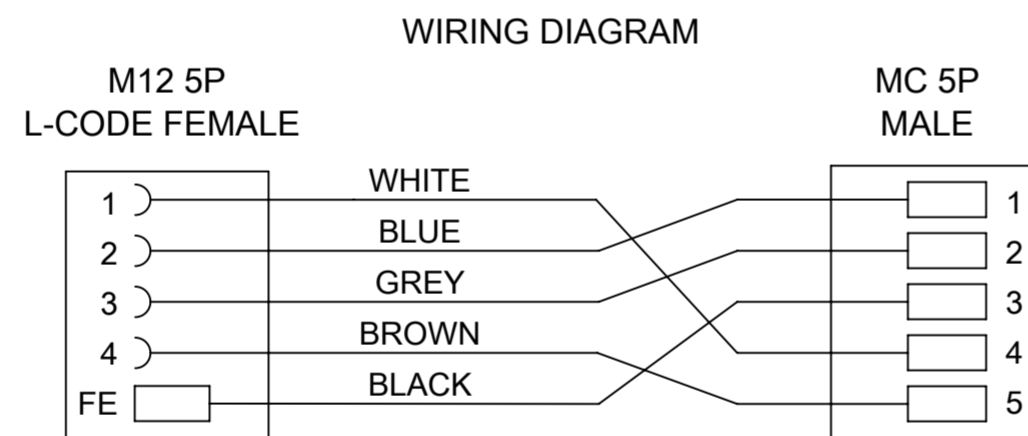 WIRING DIAGRAM
M12 5P
L-CODE FEMALE
MC 5P
MALE
1 WHITE 1
2 BLUE 2
3 GREY 3
4 BROWN 4
FE BLACK 5